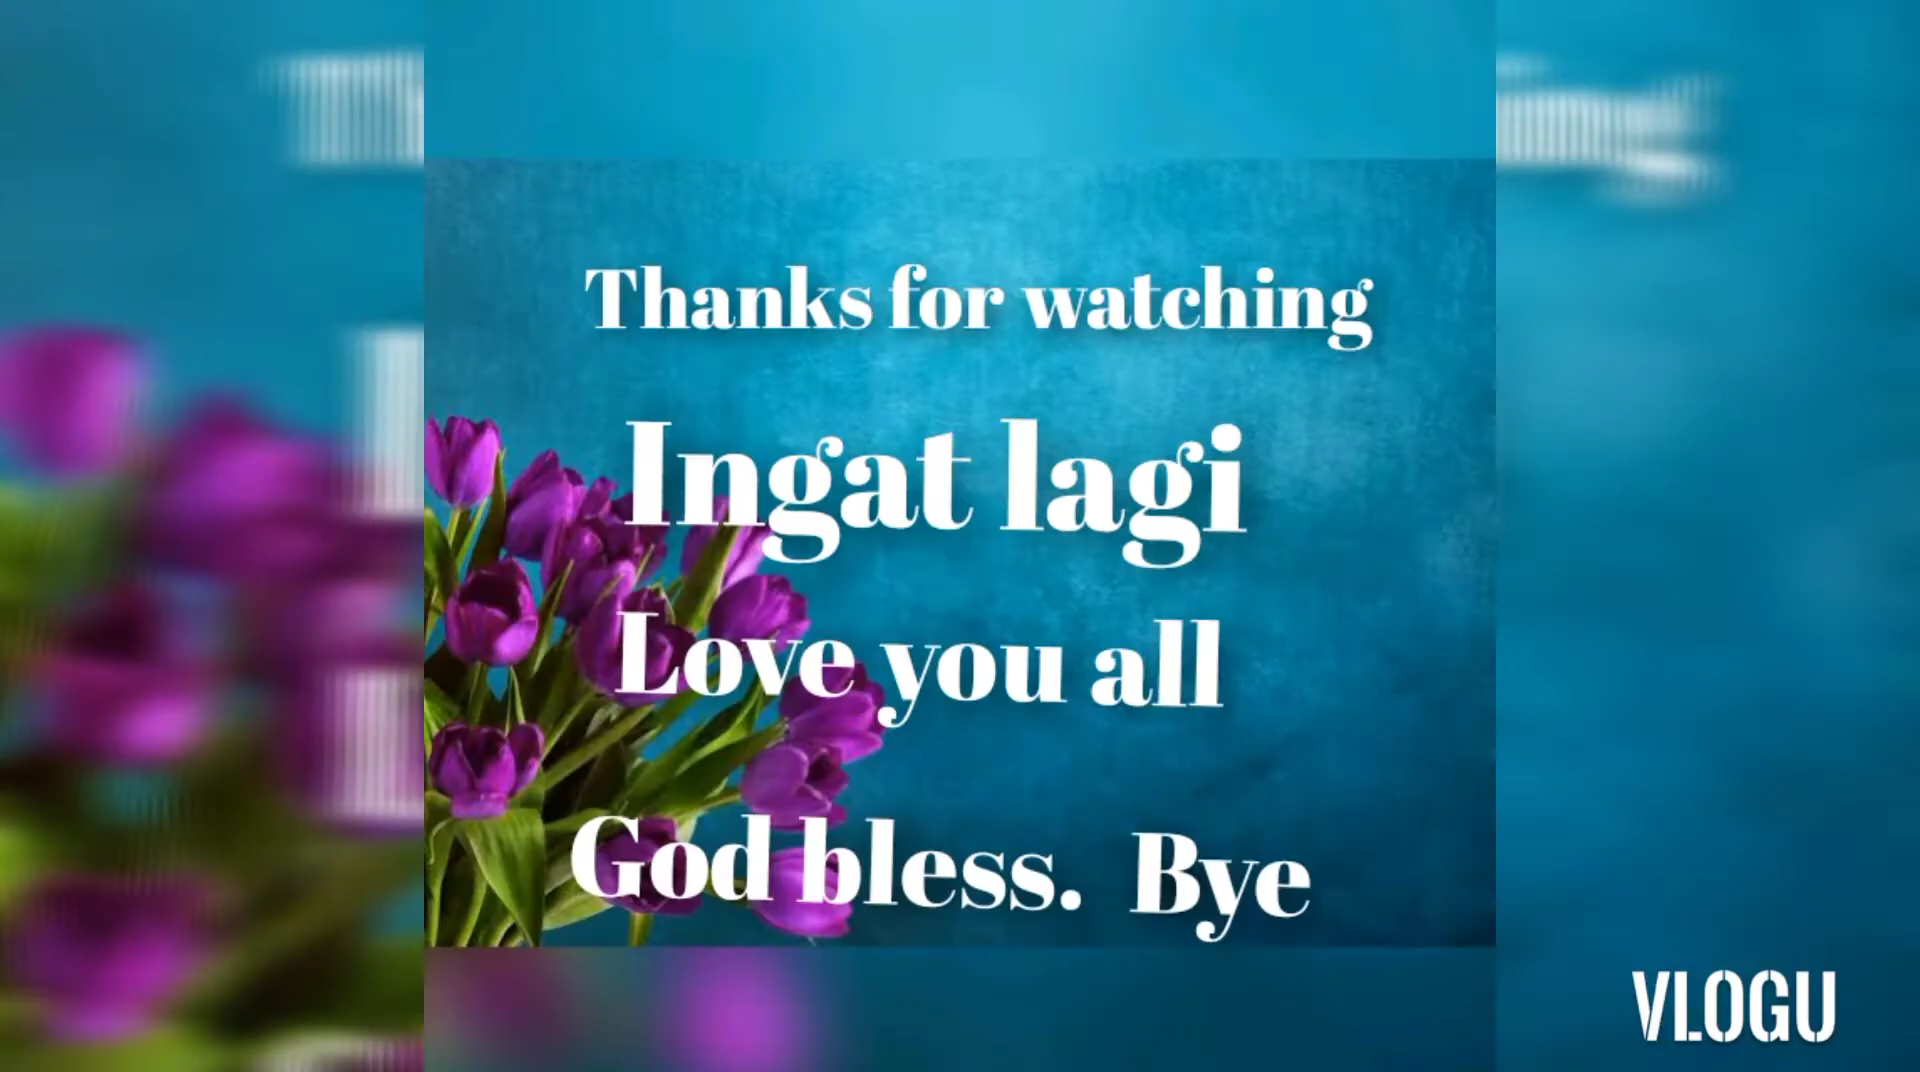 Thanks for watching
Ingat lagi
Love you all
God bless. Bye
VLOGU